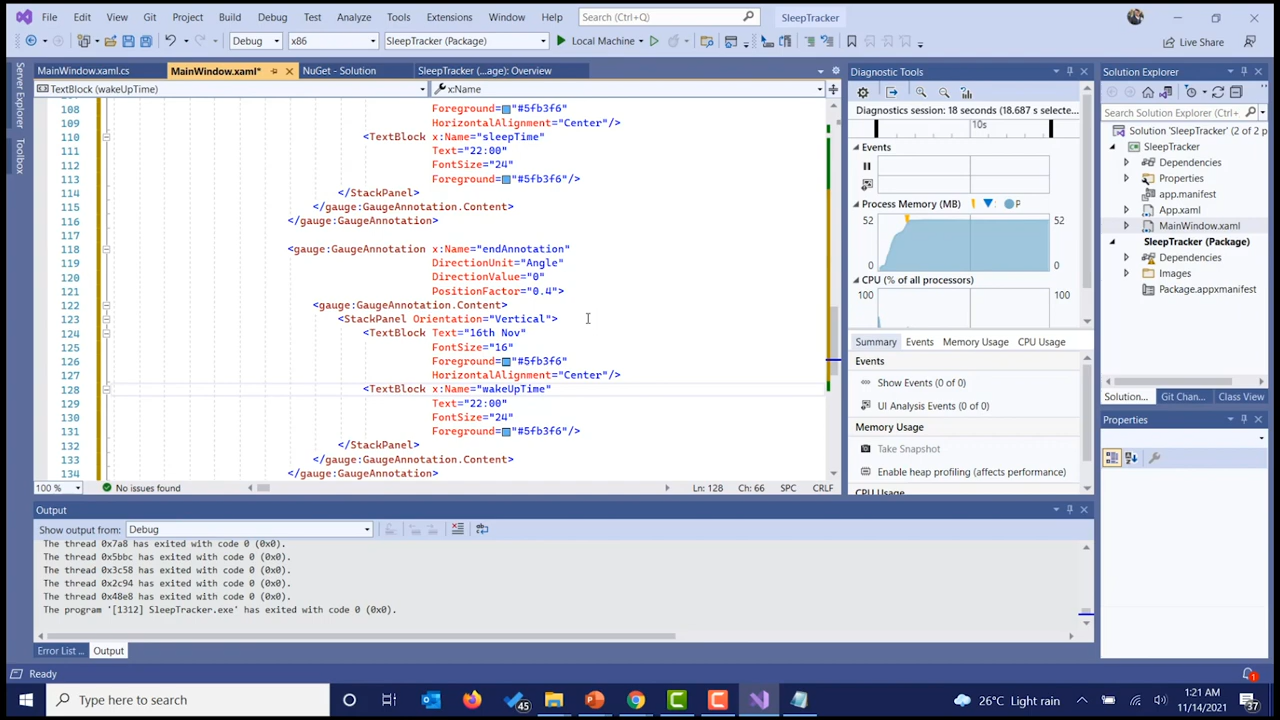 File Edit View Git Project Build Debug Test Analyze Tools Extensions Window Help Search (Ctrl+Q) SleepTracker
Debug x86 SleepTracker (Package) Local Machine Live Share
MainWindow.xaml.cs MainWindow.xaml* NuGet - Solution SleepTracker (...age): Overview
TextBlock (wakeUpTime) x:Name
Server Explorer
Toolbox
108 Foreground="#5fb3f6"
109 HorizontalAlignment="Center"/>
110 <TextBlock x:Name="sleepTime"
111 Text="22:00"
112 FontSize="24"
113 Foreground="#5fb3f6"/>
114 </StackPanel>
115 </gauge:GaugeAnnotation.Content>
116 </gauge:GaugeAnnotation>
117
118 <gauge:GaugeAnnotation x:Name="endAnnotation"
119 DirectionUnit="Angle"
120 DirectionValue="0"
121 PositionFactor="0.4">
122 <gauge:GaugeAnnotation.Content>
123 <StackPanel Orientation="Vertical">
124 <TextBlock Text="16th Nov"
125 FontSize="16"
126 Foreground="#5fb3f6"
127 HorizontalAlignment="Center"/>
128 <TextBlock x:Name="wakeUpTime"
129 Text="22:00"
130 FontSize="24"
131 Foreground="#5fb3f6"/>
132 </StackPanel>
133 </gauge:GaugeAnnotation.Content>
134 </gauge:GaugeAnnotation>
100 % No issues found Ln: 128 Ch: 66 SPC CRLF
Output
Show output from: Debug
The thread 0x7a8 has exited with code 0 (0x0).
The thread 0x5bbc has exited with code 0 (0x0).
The thread 0x3c58 has exited with code 0 (0x0).
The thread 0x2c94 has exited with code 0 (0x0).
The thread 0x48e8 has exited with code 0 (0x0).
The program '[1312] SleepTracker.exe' has exited with code 0 (0x0).
Error List ... Output
Ready
Diagnostic Tools
Diagnostics session: 18 seconds (18.687 s selecte...
10s
Events
Process Memory (MB) P
52 52
0 0
CPU (% of all processors)
100 100
0 0
Summary Events Memory Usage CPU Usage
Events
Show Events (0 of 0)
UI Analysis Events (0 of 0)
Memory Usage
Take Snapshot
Enable heap profiling (affects performance)
CPU Usage
Solution Explorer
Search Solution Explorer (Ctrl+
Solution 'SleepTracker' (2 of 2 p
SleepTracker
Dependencies
Properties
app.manifest
App.xaml
MainWindow.xaml
SleepTracker (Package)
Dependencies
Images
Package.appxmanifest
Solution... Git Chan... Class View
Properties
1
Type here to search 45 26°C Light rain 1:21 AM
11/14/2021 37